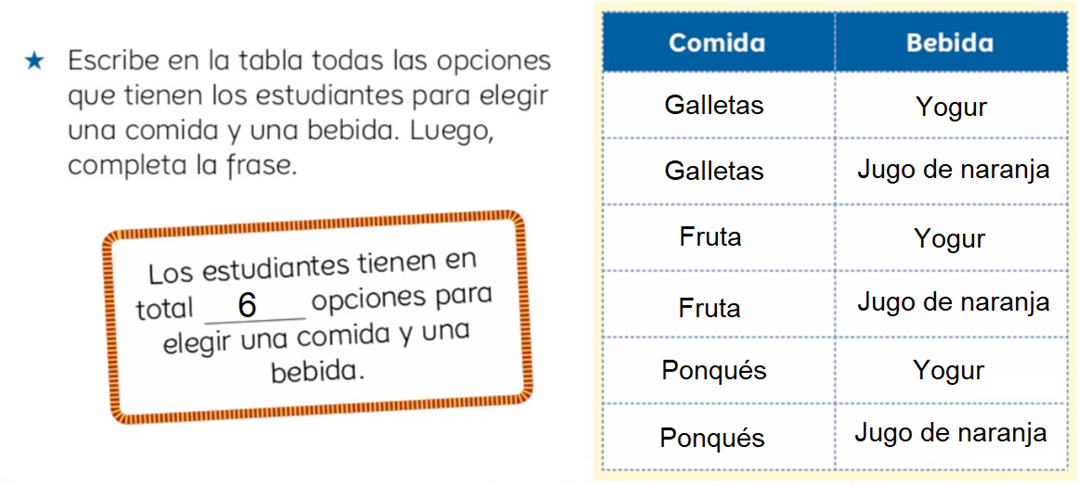 ★ Escribe en la tabla todas las opciones
que tienen los estudiantes para elegir
una comida y una bebida. Luego,
completa la frase.
Los estudiantes tienen en
total 6 opciones para
elegir una comida y una
bebida.
Comida Bebida
Galletas Yogur
Galletas Jugo de naranja
Fruta Yogur
Fruta Jugo de naranja
Ponqués Yogur
Ponqués Jugo de naranja